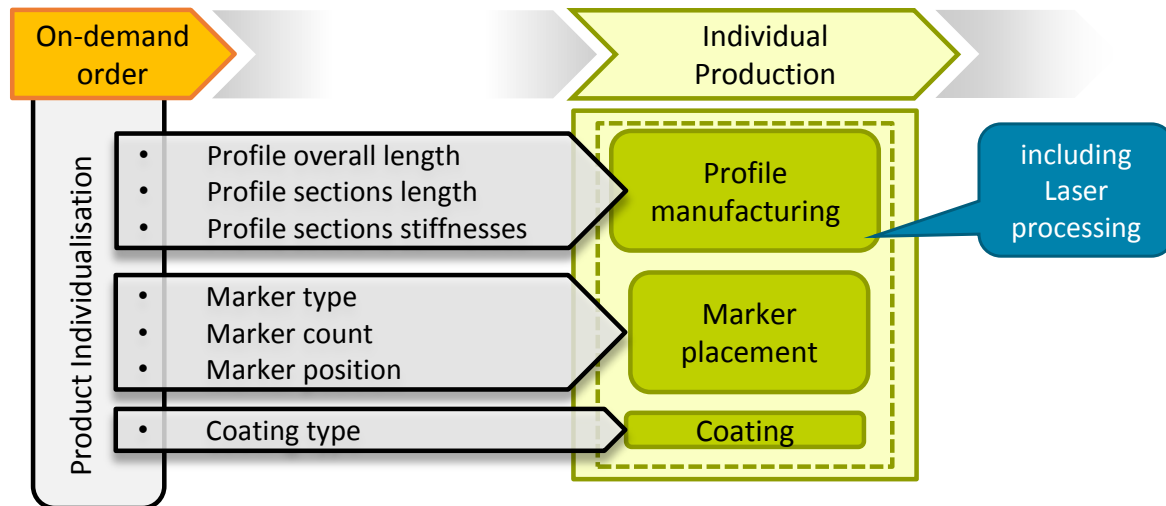 On-demand
order
Individual
Production
Product Individualisation
• Profile overall length
• Profile sections length
• Profile sections stiffnesses
Profile
manufacturing
including
Laser
processing
• Marker type
• Marker count
• Marker position
Marker
placement
• Coating type
Coating